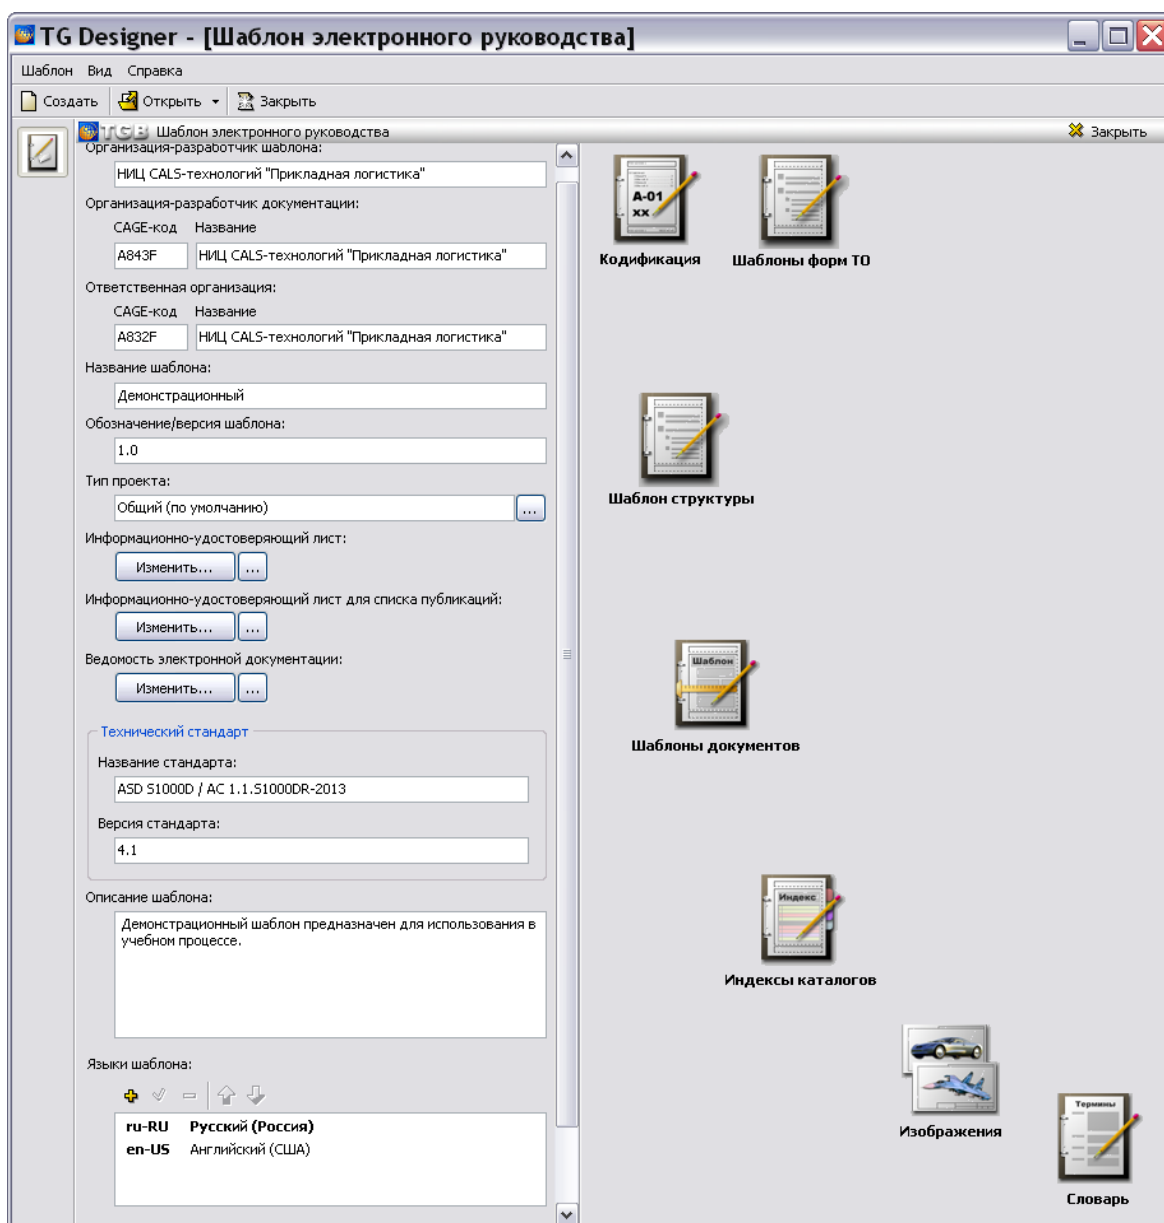 TG Designer - [Шаблон электронного руководства]
Шаблон Вид Справка
Создать Открыть Закрыть
TGB Шаблон электронного руководства Закрыть
Организация-разработчик шаблона:
НИЦ CALS-технологий "Прикладная логистика"
Организация-разработчик документации:
CAGE-код Название
A843F НИЦ CALS-технологий "Прикладная логистика"
Ответственная организация:
CAGE-код Название
A832F НИЦ CALS-технологий "Прикладная логистика"
Название шаблона:
Демонстрационный
Обозначение/версия шаблона:
1.0
Тип проекта:
Общий (по умолчанию) ...
Информационно-удостоверяющий лист:
Изменить... ...
Информационно-удостоверяющий лист для списка публикаций:
Изменить... ...
Ведомость электронной документации:
Изменить... ...
Технический стандарт
Название стандарта:
ASD S1000D / AC 1.1.S1000DR-2013
Версия стандарта:
4.1
Описание шаблона:
Демонстрационный шаблон предназначен для использования в
учебном процессе.
Языки шаблона:
ru-RU Русский (Россия)
en-US Английский (США)
A-01
xx
Кодификация
Шаблоны форм ТО
Шаблон структуры
Шаблон
Шаблоны документов
Индекс
Индексы каталогов
Изображения
Термины
Словарь